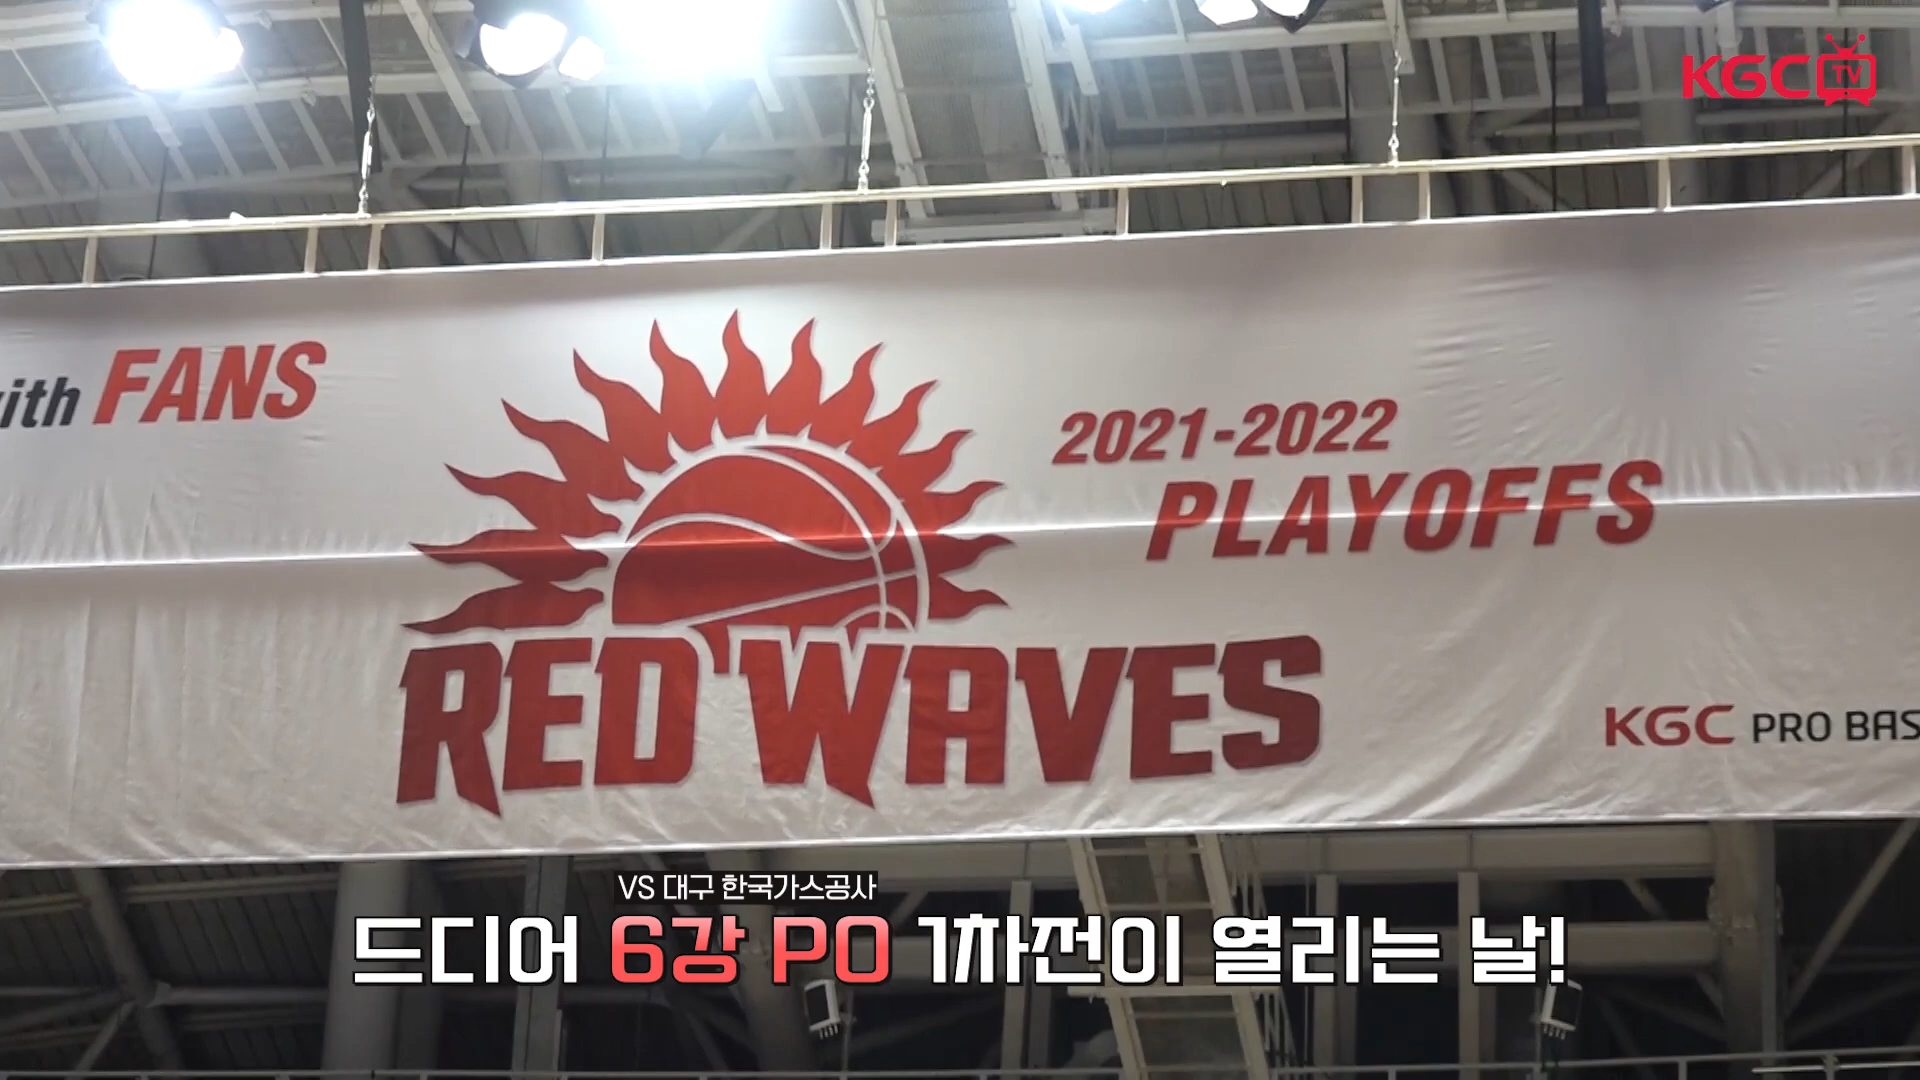 KGC TV
with FANS
2021-2022
PLAYOFFS
RED WAVES
KGC PRO BAS
VS 대구 한국가스공사
드디어 6강 PO 1차전이 열리는 날!